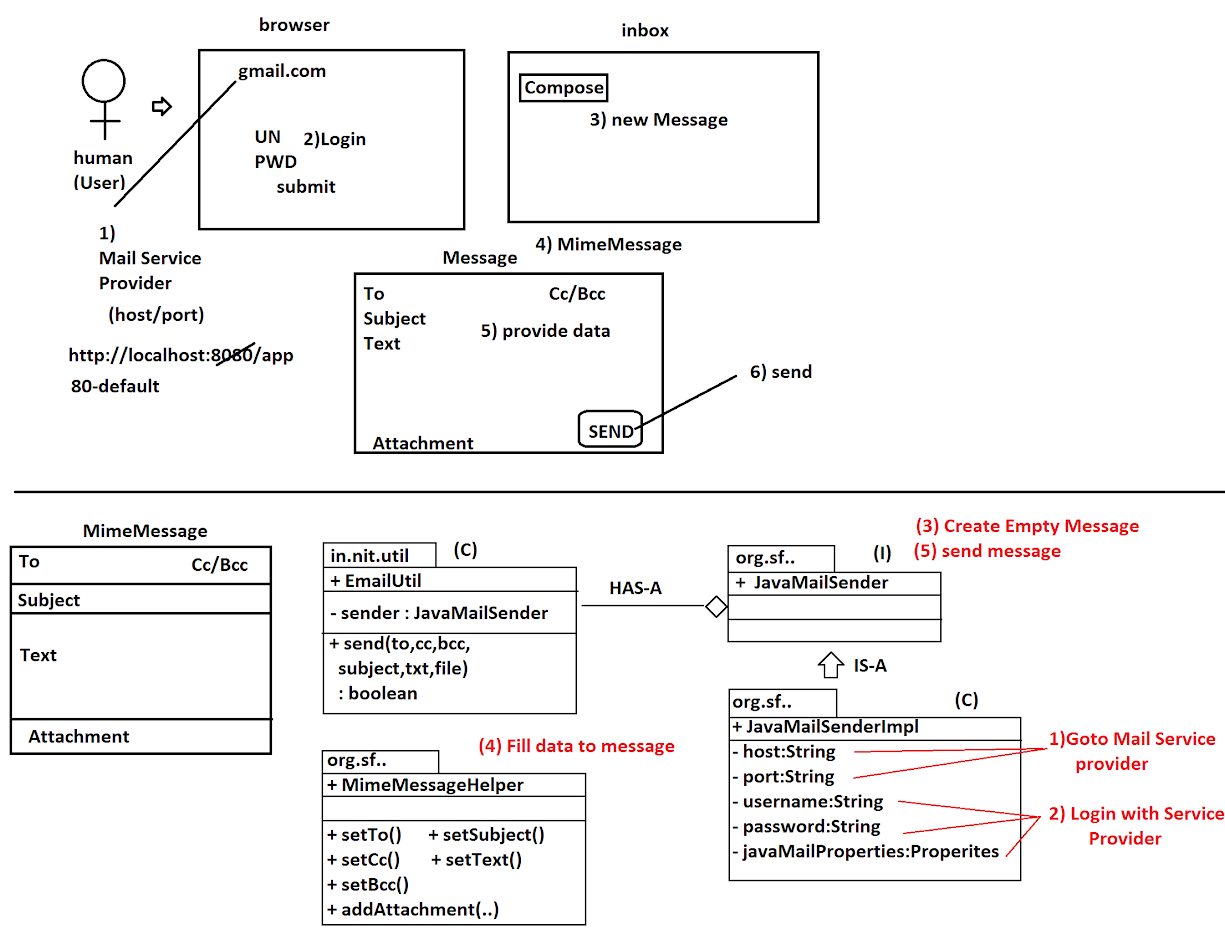 browser
inbox
gmail.com
Compose
3) new Message
UN 2)Login
PWD
submit
human
(User)
1)
Mail Service
Provider
(host/port)
http://localhost:8080/app
80-default
4) MimeMessage
Message
To Cc/Bcc
Subject
5) provide data
Text
6) send
SEND
Attachment
MimeMessage
To Cc/Bcc
Subject
Text
Attachment
in.nit.util (C)
+ EmailUtil
- sender : JavaMailSender
+ send(to,cc,bcc,
subject,txt,file)
: boolean
HAS-A
(3) Create Empty Message
(5) send message
org.sf.. (I)
+ JavaMailSender
IS-A
org.sf.. (C)
+ JavaMailSenderImpl
- host:String
- port:String
- username:String
- password:String
- javaMailProperties:Properites
1)Goto Mail Service
provider
2) Login with Service
Provider
(4) Fill data to message
org.sf..
+ MimeMessageHelper
+ setTo() + setSubject()
+ setCc() + setText()
+ setBcc()
+ addAttachment(..)